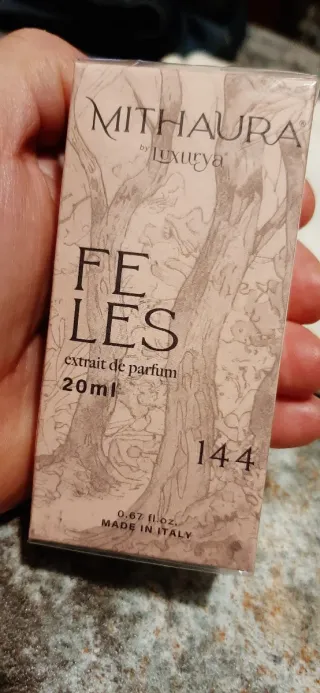 MITHAURA®
by Luxurya®
FE
LES
extrait de parfum
20ml
144
0.67 fl.oz.
MADE IN ITALY